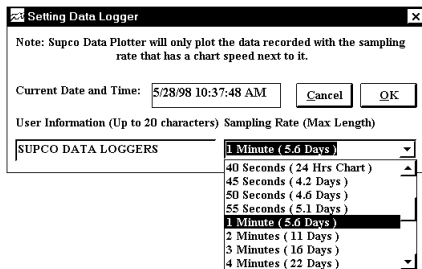 Setting Data Logger
Note: Supco Data Plotter will only plot the data recorded with the sampling
rate that has a chart speed next to it.
Current Date and Time: 5/28/98 10:37:48 AM Cancel OK
User Information (Up to 20 characters) Sampling Rate (Max Length)
SUPCO DATA LOGGERS 1 Minute ( 5.6 Days )
40 Seconds ( 24 Hrs Chart )
45 Seconds ( 4.2 Days )
50 Seconds ( 4.6 Days )
55 Seconds ( 5.1 Days )
1 Minute ( 5.6 Days )
2 Minutes ( 11 Days )
3 Minutes ( 16 Days )
4 Minutes ( 22 Days )